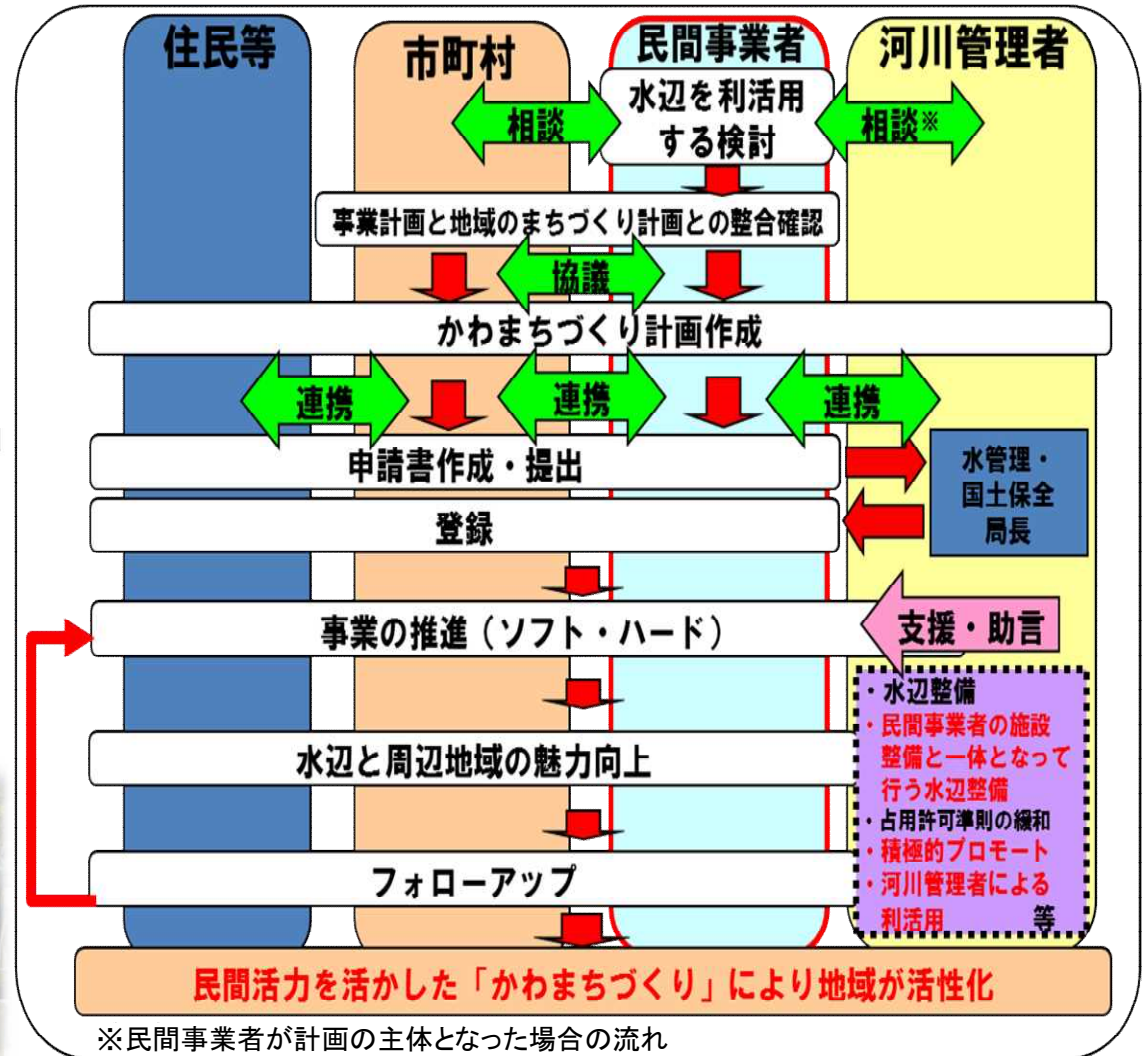 住民等
市町村
民間事業者
河川管理者
水辺を利活用
する検討
相談
相談※
事業計画と地域のまちづくり計画との整合確認
協議
かわまちづくり計画作成
連携
連携
連携
申請書作成・提出
水管理・
国土保全
局長
登録
事業の推進（ソフト・ハード）
支援・助言
・水辺整備
・民間事業者の施設
整備と一体となって
行う水辺整備
・占用許可準則の緩和
・積極的プロモート
・河川管理者による
利活用 等
水辺と周辺地域の魅力向上
フォローアップ
民間活力を活かした「かわまちづくり」により地域が活性化
※民間事業者が計画の主体となった場合の流れ